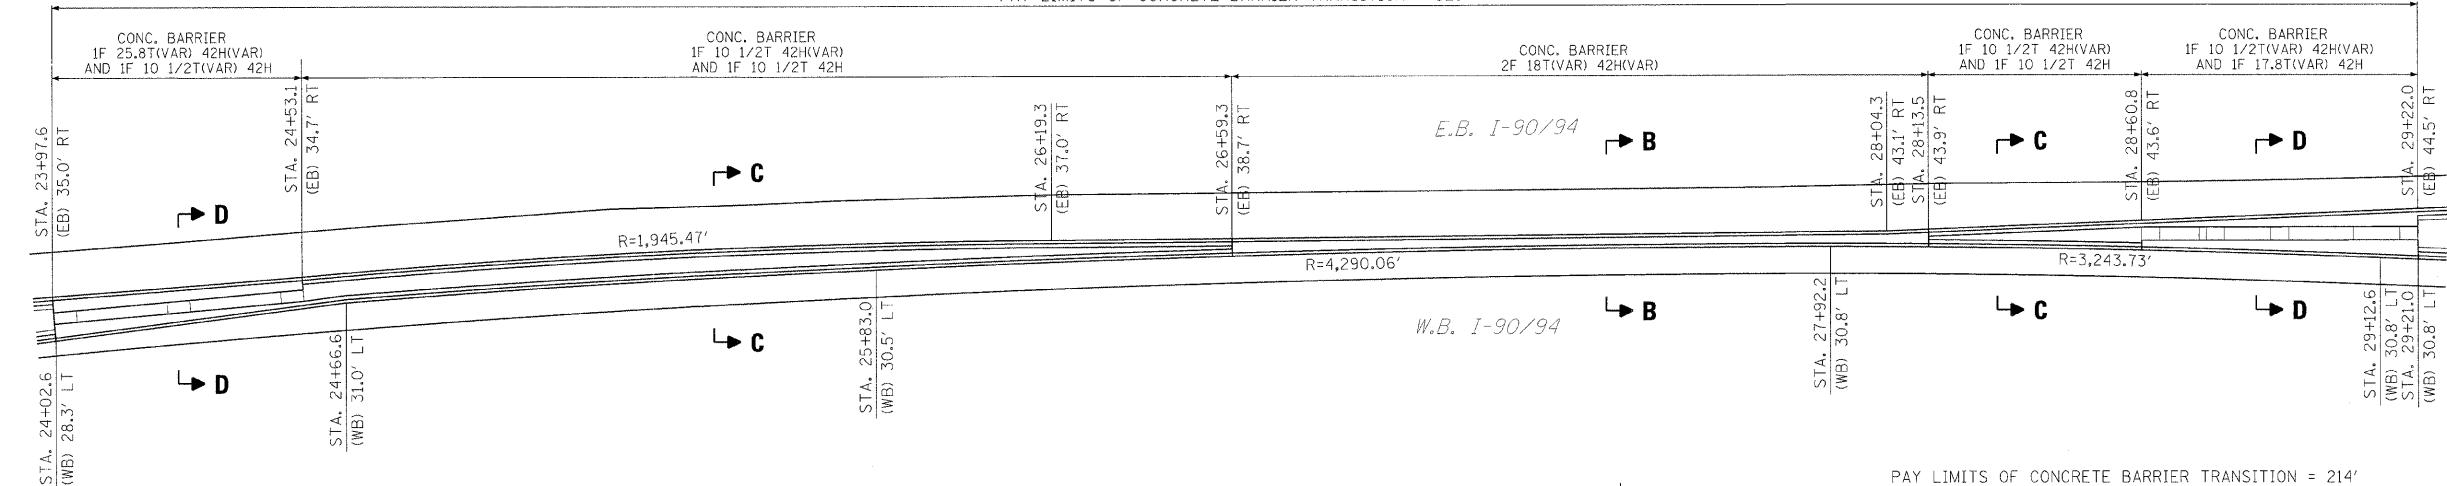 CONC. BARRIER
1F 25.8T(VAR) 42H(VAR)
AND 1F 10 1/2T(VAR) 42H
CONC. BARRIER
1F 10 1/2T 42H(VAR)
AND 1F 10 1/2T 42H
CONC. BARRIER
2F 18T(VAR) 42H(VAR)
CONC. BARRIER
1F 10 1/2T 42H(VAR)
AND 1F 10 1/2T 42H
CONC. BARRIER
1F 10 1/2T(VAR) 42H(VAR)
AND 1F 17.8T(VAR) 42H
STA. 23+97.6
(EB) 35.0' RT
STA. 24+53.1
(EB) 34.7' RT
STA. 26+19.3
(EB) 37.0' RT
STA. 26+59.3
(EB) 38.7' RT
STA. 28+04.3
(EB) 43.1' RT
STA. 28+13.5
(EB) 43.9' RT
STA. 28+60.8
(EB) 43.6' RT
STA. 29+22.0
(EB) 44.5' RT
E.B. I-90/94
D
C
B
C
D
R=1,945.47'
R=4,290.06'
R=3,243.73'
W.B. I-90/94
D
C
B
C
D
STA. 24+02.6
(WB) 28.3' LT
STA. 24+66.6
(WB) 31.0' LT
STA. 25+83.0
(WB) 30.5' LT
STA. 27+92.2
(WB) 30.8' LT
STA. 29+12.6
(WB) 30.8' LT
STA. 29+21.0
(WB) 30.8' LT
PAY LIMITS OF CONCRETE BARRIER TRANSITION = 214'